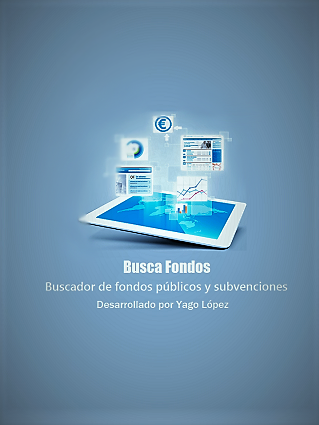 Busca Fondos
Buscador de fondos públicos y subvenciones
Desarrollado por Yago López